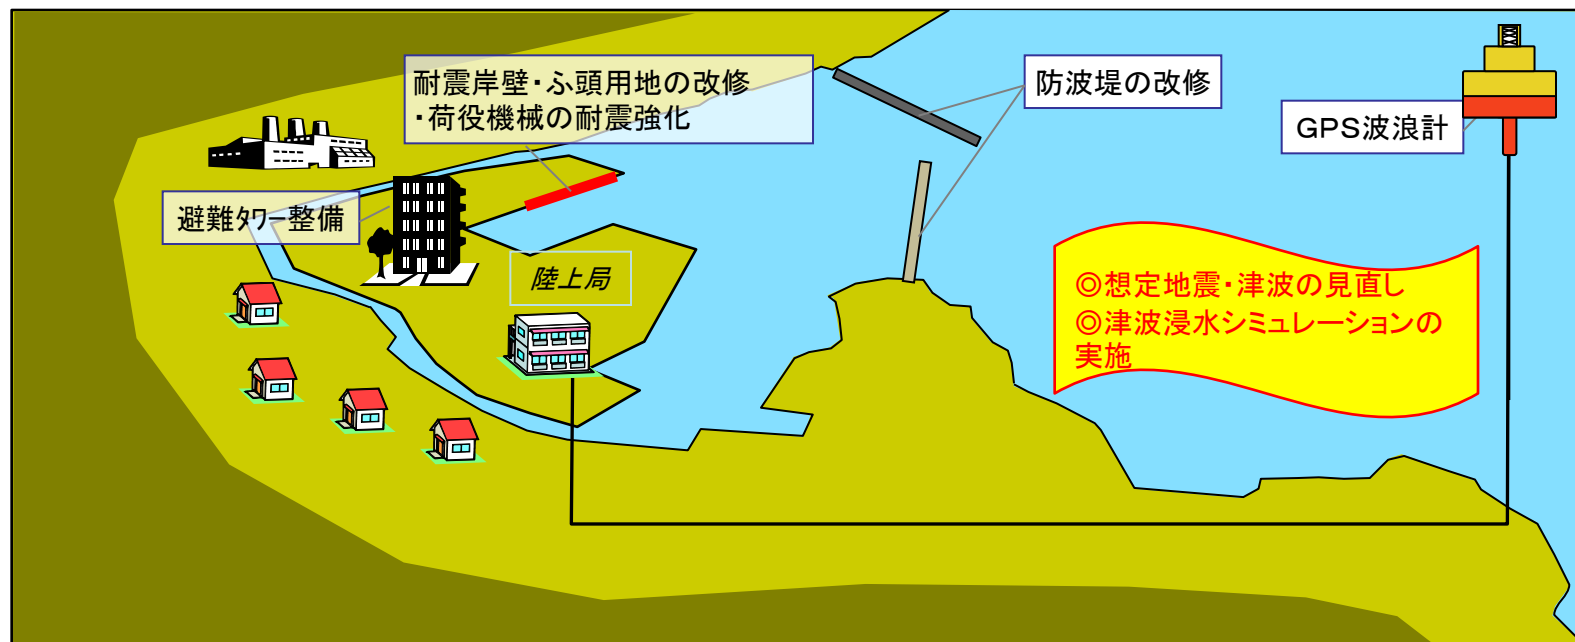 耐震岸壁・ふ頭用地の改修
・荷役機械の耐震強化
防波堤の改修
GPS波浪計
避難ﾀﾜｰ整備
陸上局
◎想定地震・津波の見直し
◎津波浸水シミュレーションの
実施